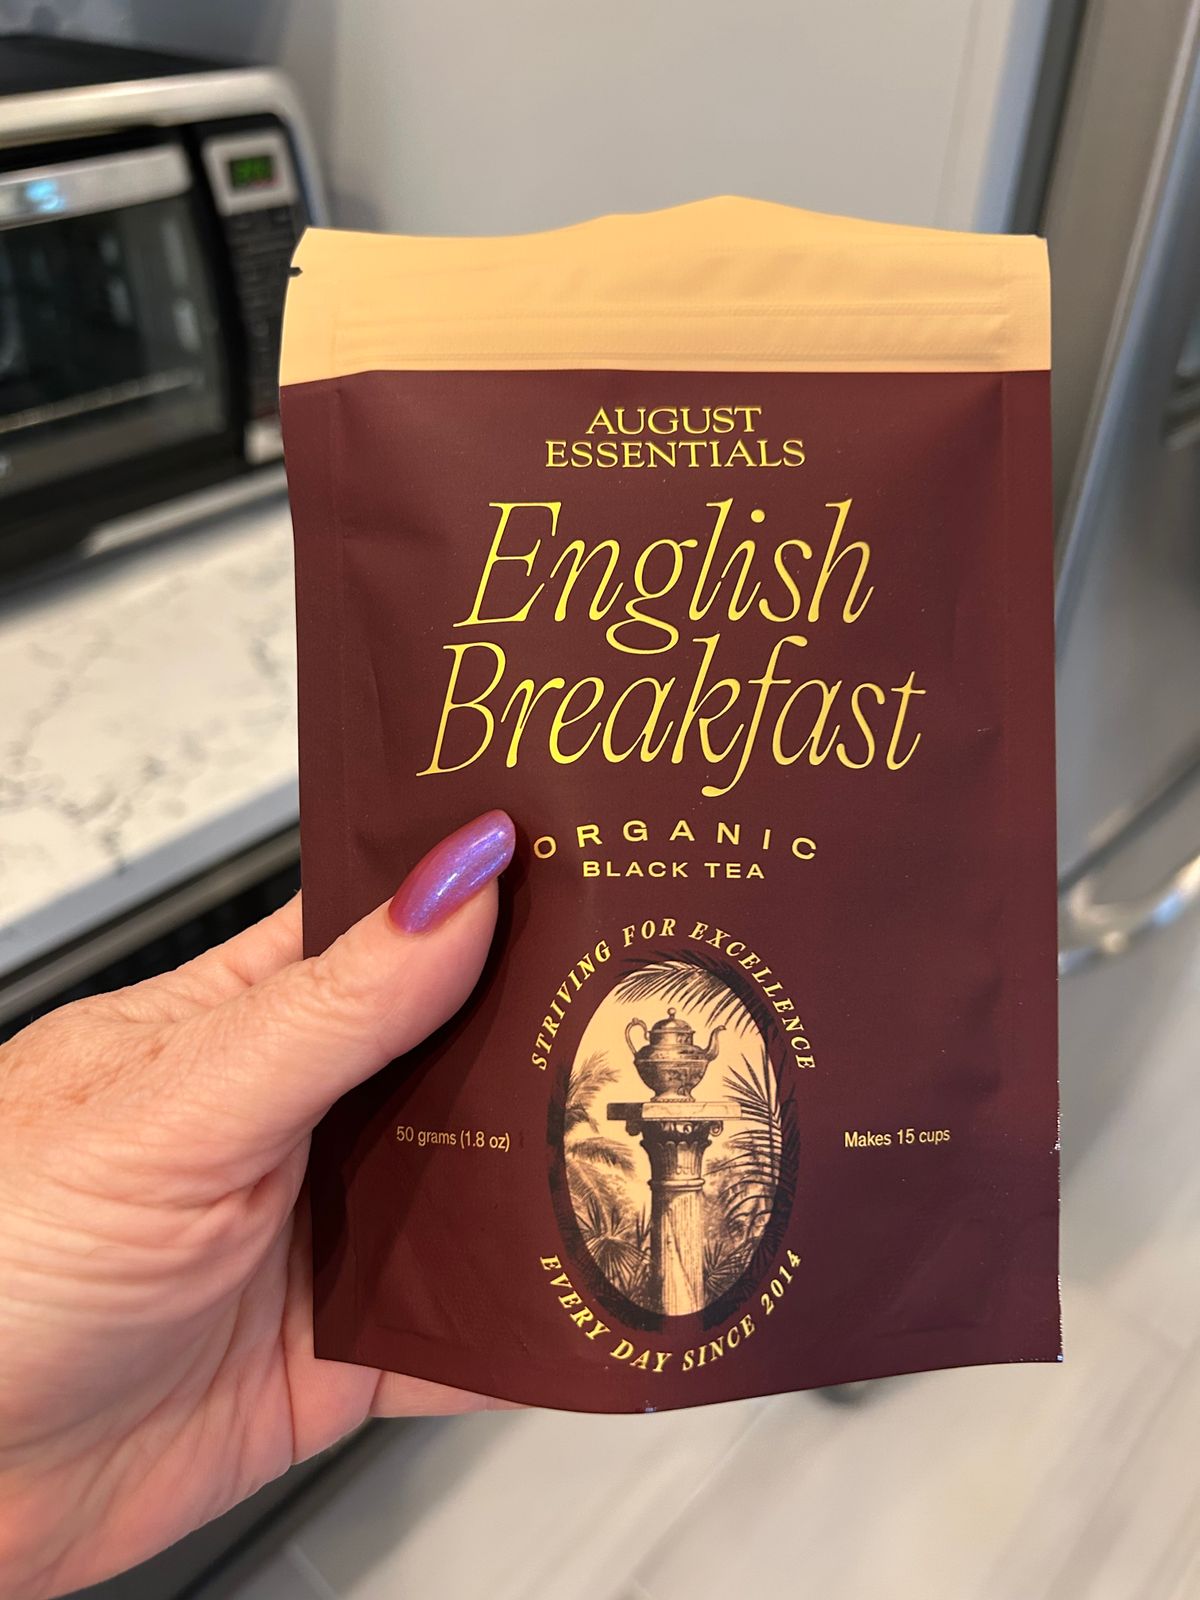 AUGUST
ESSENTIALS
English
Breakfast
ORGANIC
BLACK TEA
STRIVING FOR EXCELLENCE
50 grams (1.8 oz)
Makes 15 cups
EVERY DAY SINCE 2014